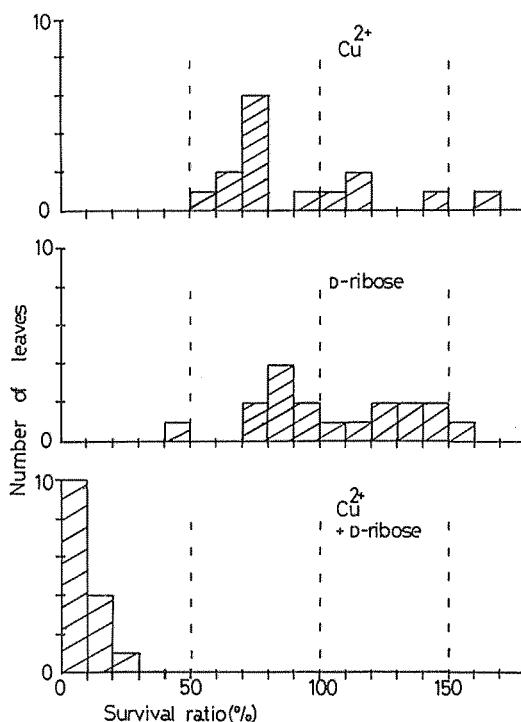 10
Cu2+
0
10
D-ribose
0
Number of leaves
10
Cu2+
+ D-ribose
0
0 50 100 150
Survival ratio(%)